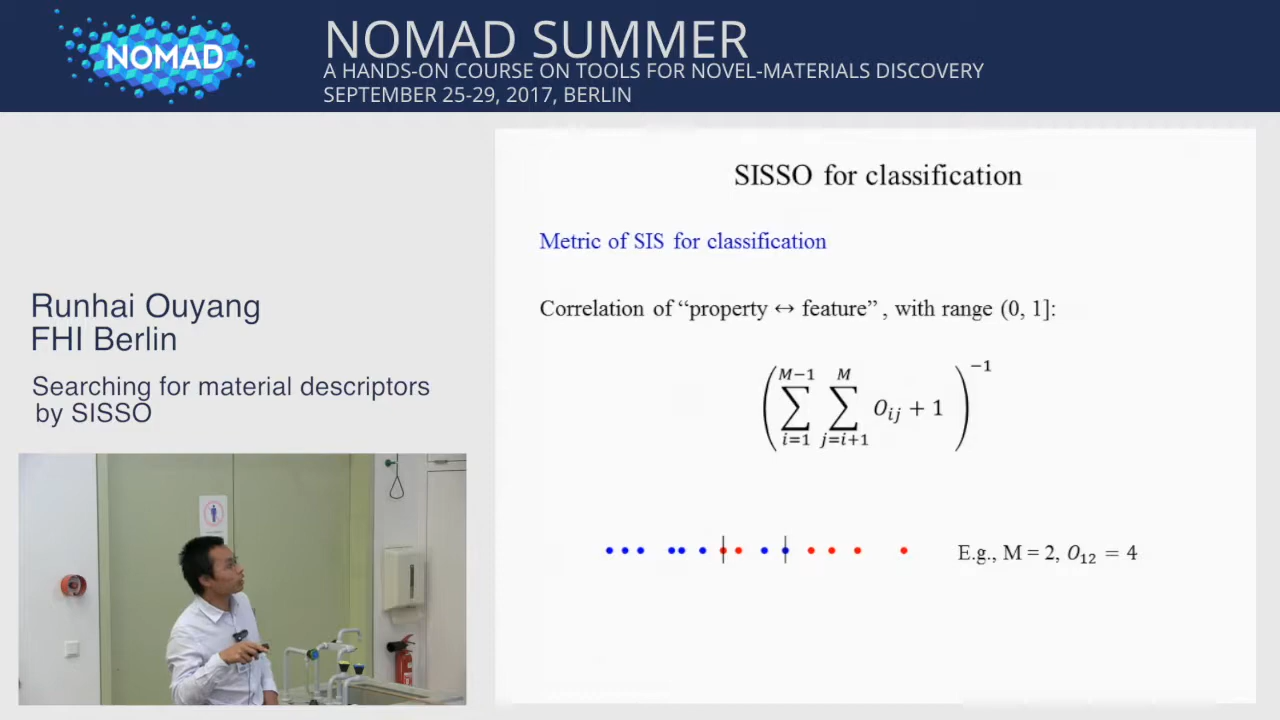 NOMAD
NOMAD SUMMER
A HANDS-ON COURSE ON TOOLS FOR NOVEL-MATERIALS DISCOVERY
SEPTEMBER 25-29, 2017, BERLIN
Runhai Ouyang
FHI Berlin
Searching for material descriptors
by SISSO
SISSO for classification
Metric of SIS for classification
Correlation of “property ↔ feature” , with range (0, 1]:
(∑_{i=1}^{M−1} ∑_{j=i+1}^{M} O_{ij} + 1)^{−1}
E.g., M = 2, O₁₂ = 4